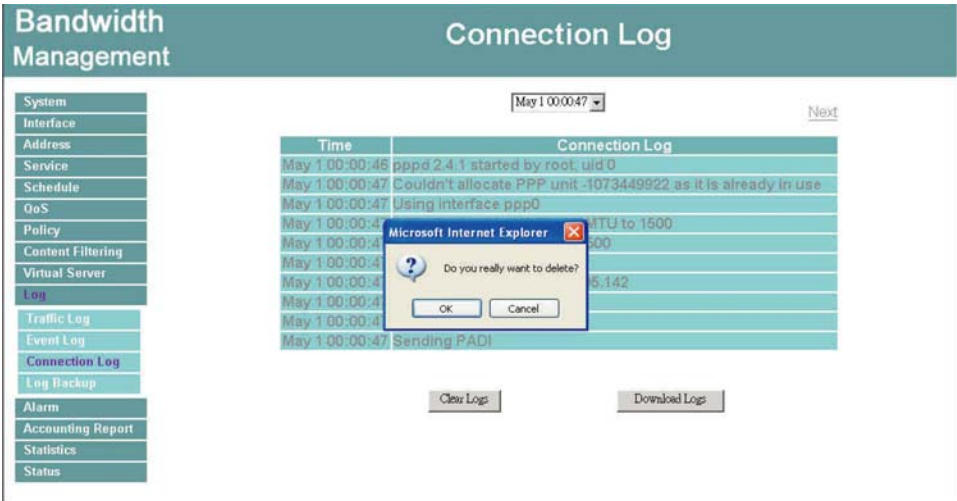 Bandwidth
Management
Connection Log
System
Interface
Address
Service
Schedule
QoS
Policy
Content Filtering
Virtual Server
Log
Traffic Log
Event Log
Connection Log
Log Backup
Alarm
Accounting Report
Statistics
Status
May 1 00:00:47
Next
Time Connection Log
May 1 00:00:46 pppd 2.4.1 started by root, uid 0
May 1 00:00:47 Couldn't allocate PPP unit -1073449922 as it is already in use
May 1 00:00:47 Using interface ppp0
May 1 00:00:4 MTU to 1500
May 1 00:00:4 500
May 1 00:00:4
May 1 00:00:4 5.142
May 1 00:00:4
May 1 00:00:4
May 1 00:00:47 Sending PADI
Microsoft Internet Explorer
Do you really want to delete?
OK Cancel
Clear Logs Download Logs